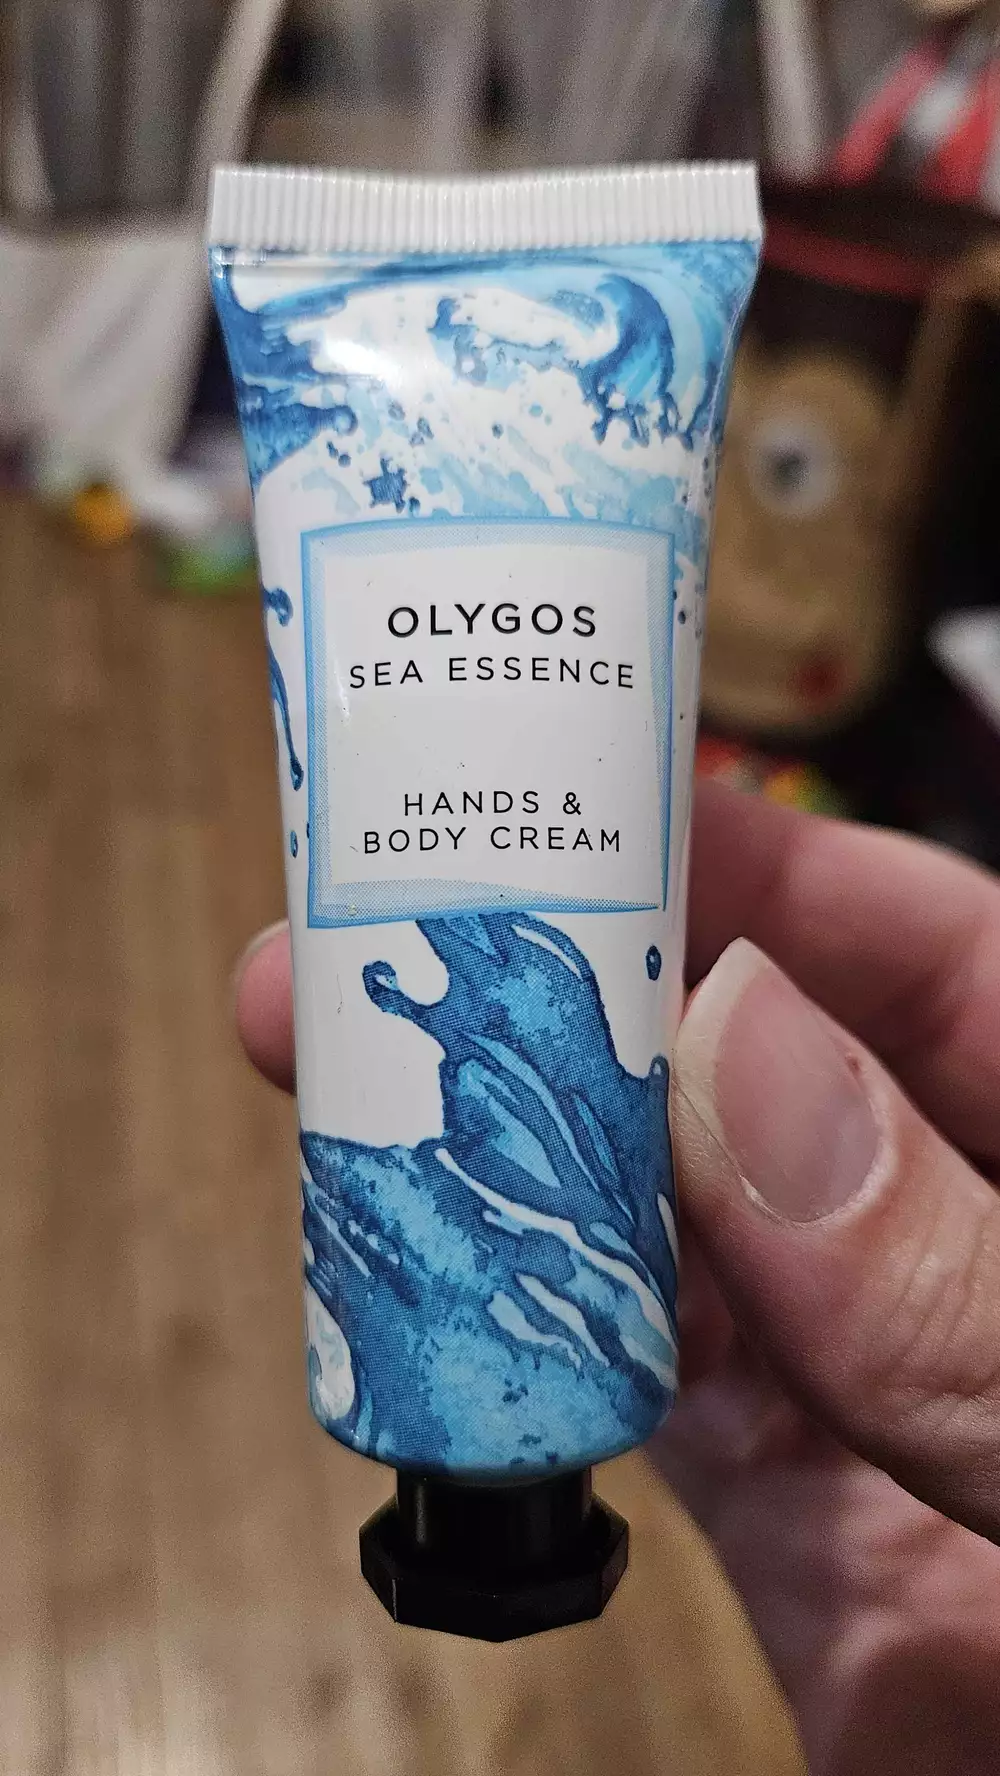 OLYGOS
SEA ESSENCE
HANDS &
BODY CREAM